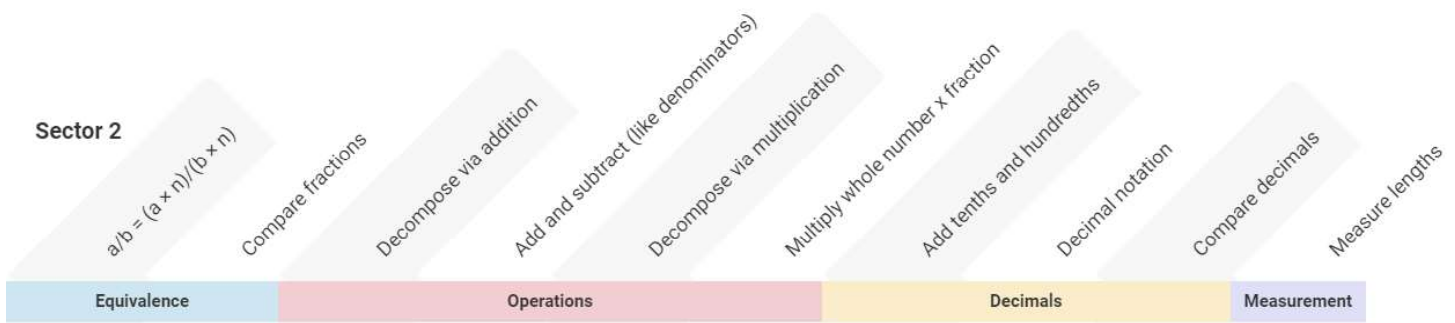 Sector 2
a/b = (a × n)/(b × n)
Compare fractions
Decompose via addition
Add and subtract (like denominators)
Decompose via multiplication
Multiply whole number x fraction
Add tenths and hundredths
Decimal notation
Compare decimals
Measure lengths
Equivalence
Operations
Decimals
Measurement